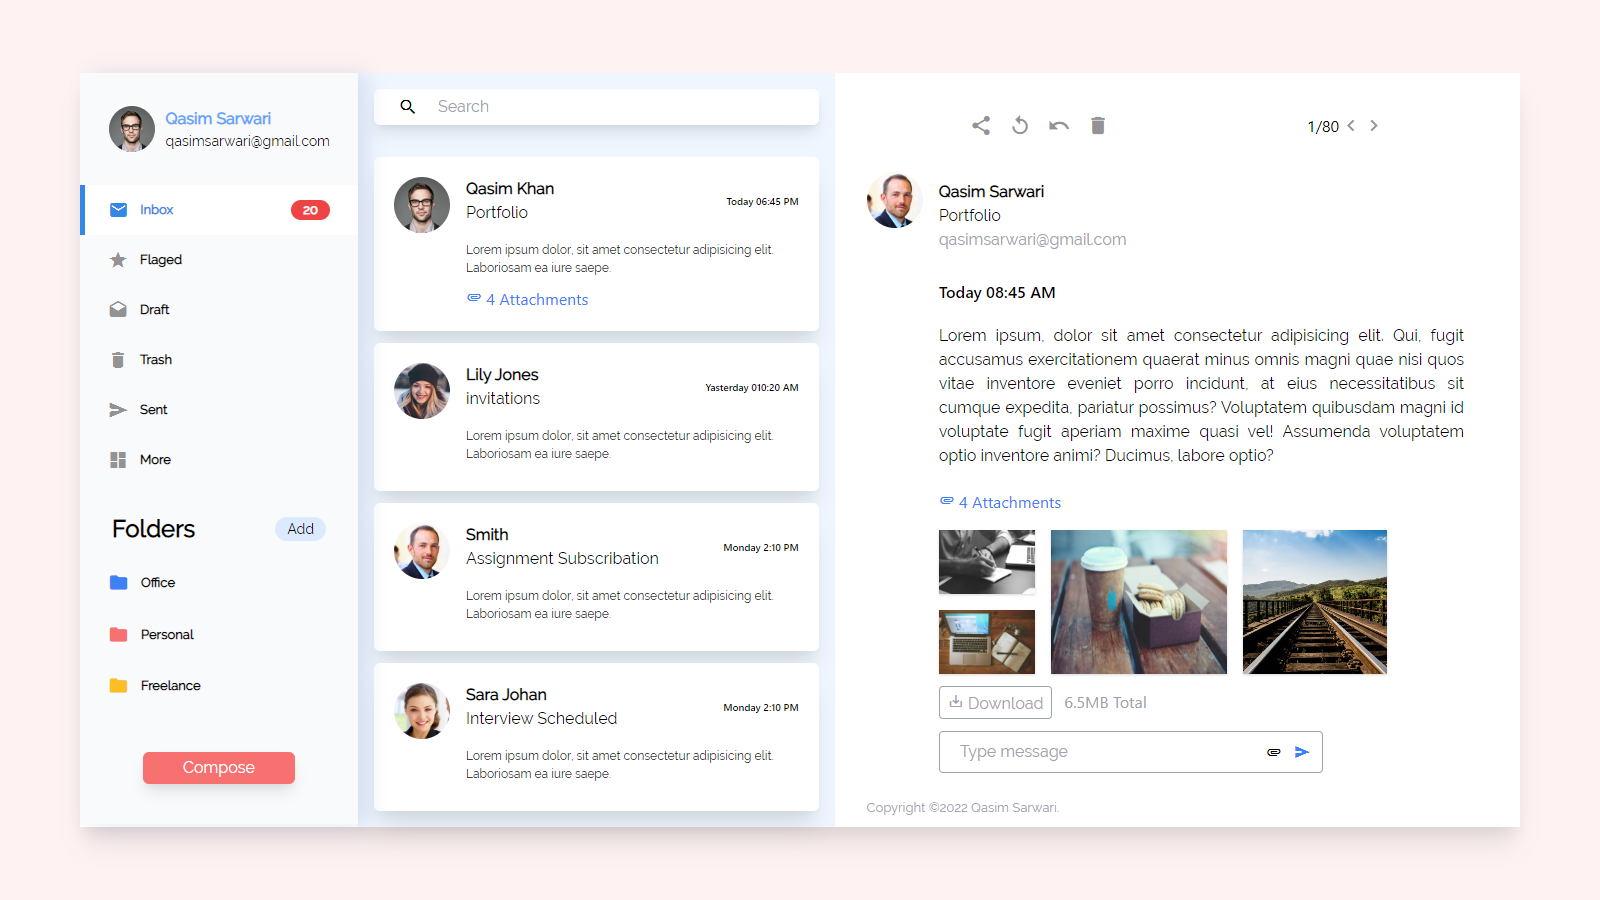 Qasim Sarwari
qasimsarwari@gmail.com
Inbox
20
Flaged
Draft
Trash
Sent
More
Folders
Add
Office
Personal
Freelance
Compose
Search
Qasim Khan
Today 06:45 PM
Portfolio
Lorem ipsum dolor, sit amet consectetur adipisicing elit.
Laboriosam ea iure saepe.
4 Attachments
Lily Jones
Yasterday 010:20 AM
invitations
Lorem ipsum dolor, sit amet consectetur adipisicing elit.
Laboriosam ea iure saepe.
Smith
Monday 2:10 PM
Assignment Subscribation
Lorem ipsum dolor, sit amet consectetur adipisicing elit.
Laboriosam ea iure saepe.
Sara Johan
Monday 2:10 PM
Interview Scheduled
Lorem ipsum dolor, sit amet consectetur adipisicing elit.
Laboriosam ea iure saepe.
1/80
Qasim Sarwari
Portfolio
qasimsarwari@gmail.com
Today 08:45 AM
Lorem ipsum, dolor sit amet consectetur adipisicing elit. Qui, fugit
accusamus exercitationem quaerat minus omnis magni quae nisi quos
vitae inventore eveniet porro incidunt, at eius necessitatibus sit
cumque expedita, pariatur possimus? Voluptatem quibusdam magni id
voluptate fugit aperiam maxime quasi vel! Assumenda voluptatem
optio inventore animi? Ducimus, labore optio?
4 Attachments
Download
6.5MB Total
Type message
Copyright ©2022 Qasim Sarwari.